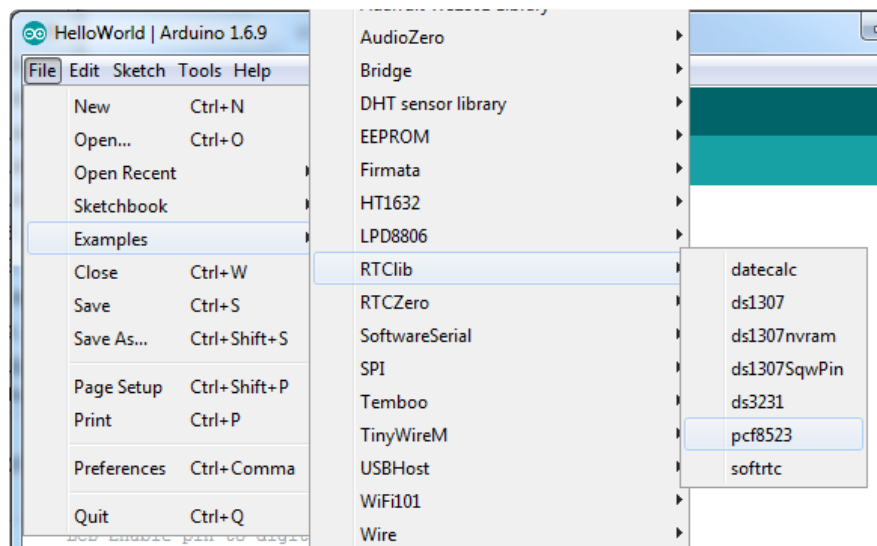 HelloWorld | Arduino 1.6.9
File Edit Sketch Tools Help
New Ctrl+N
Open... Ctrl+O
Open Recent
Sketchbook
Examples
Close Ctrl+W
Save Ctrl+S
Save As... Ctrl+Shift+S
Page Setup Ctrl+Shift+P
Print Ctrl+P
Preferences Ctrl+Comma
Quit Ctrl+Q
AudioZero
Bridge
DHT sensor library
EEPROM
Firmata
HT1632
LPD8806
RTClib
RTCZero
SoftwareSerial
SPI
Temboo
TinyWireM
USBHost
WiFi101
Wire
datecalc
ds1307
ds1307nvram
ds1307SqwPin
ds3231
pcf8523
softrtc